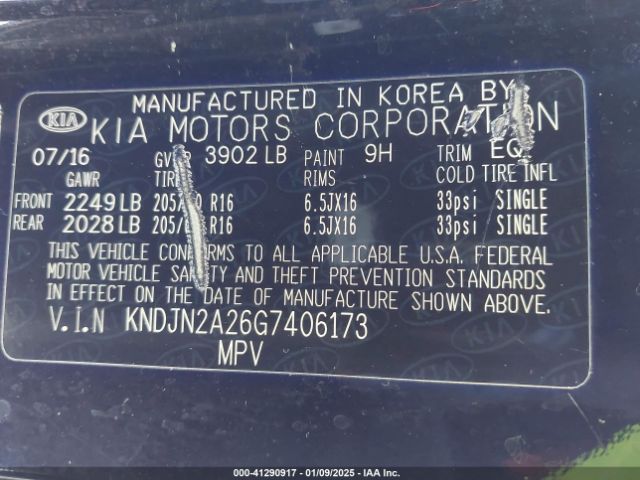 MANUFACTURED IN KOREA BY
KIA KIA MOTORS CORPORATION
07/16 3902 LB PAINT 9H TRIM EQ
GAWR RIMS COLD TIRE INFL
FRONT 2249 LB R16 6.5JX16 33psi SINGLE
REAR 2028 LB R16 6.5JX16 33psi SINGLE
THIS VEHICLE CONFORMS TO ALL APPLICABLE U.S.A. FEDERAL
MOTOR VEHICLE SAFETY AND THEFT PREVENTION STANDARDS
IN EFFECT ON THE DATE OF MANUFACTURE SHOWN ABOVE.
V.I.N KNDJN2A26G7406173
MPV
000-41290917 - 01/09/2025 - IAA Inc.